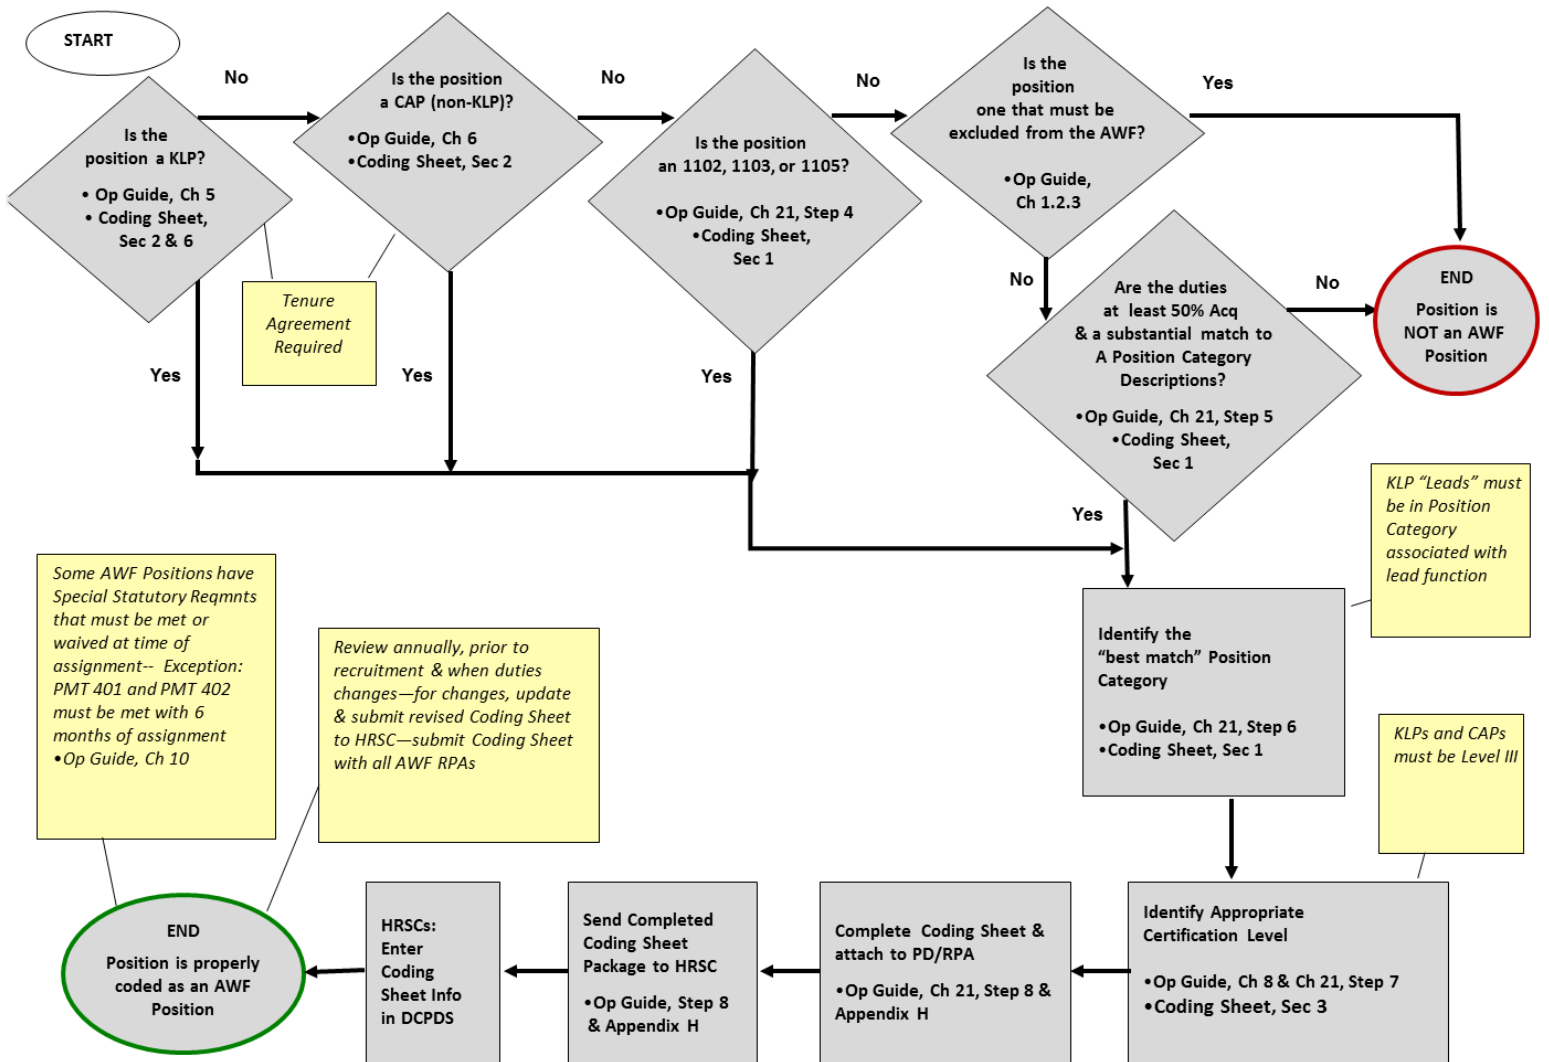 START
No
Is the
position a KLP?
• Op Guide, Ch 5
• Coding Sheet,
Sec 2 & 6
Yes
Tenure
Agreement
Required
Is the position
a CAP (non-KLP)?
•Op Guide, Ch 6
•Coding Sheet, Sec 2
No
Yes
Is the position
an 1102, 1103, or 1105?
•Op Guide, Ch 21, Step 4
•Coding Sheet,
Sec 1
No
Yes
Is the
position
one that must be
excluded from the AWF?
•Op Guide,
Ch 1.2.3
Yes
No
Are the duties
at least 50% Acq
& a substantial match to
A Position Category
Descriptions?
•Op Guide, Ch 21, Step 5
•Coding Sheet,
Sec 1
No
END
Position is
NOT an AWF
Position
Yes
KLP “Leads” must
be in Position
Category
associated with
lead function
Identify the
“best match” Position
Category
•Op Guide, Ch 21, Step 6
•Coding Sheet, Sec 1
KLPs and CAPs
must be Level III
Identify Appropriate
Certification Level
•Op Guide, Ch 8 & Ch 21, Step 7
•Coding Sheet, Sec 3
Complete Coding Sheet &
attach to PD/RPA
•Op Guide, Ch 21, Step 8 &
Appendix H
Send Completed
Coding Sheet
Package to HRSC
•Op Guide, Step 8
& Appendix H
HRSCs:
Enter
Coding
Sheet Info
in DCPDS
END
Position is properly
coded as an AWF
Position
Some AWF Positions have
Special Statutory Reqmnts
that must be met or
waived at time of
assignment-- Exception:
PMT 401 and PMT 402
must be met with 6
months of assignment
•Op Guide, Ch 10
Review annually, prior to
recruitment & when duties
changes—for changes, update
& submit revised Coding Sheet
to HRSC—submit Coding Sheet
with all AWF RPAs